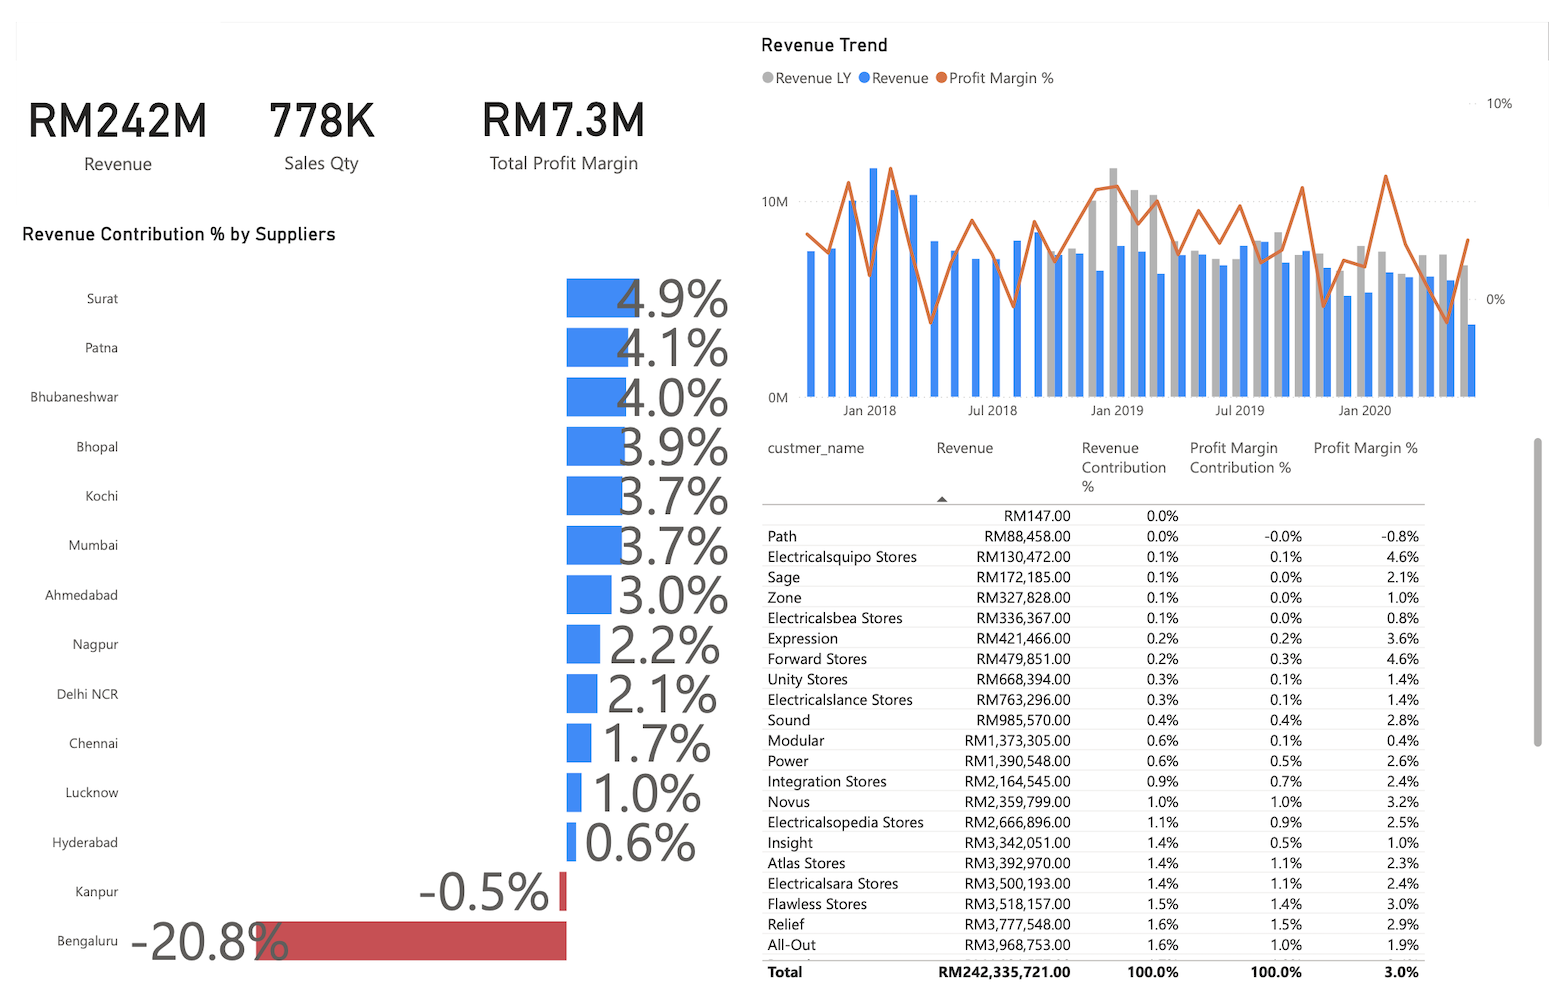 RM242M
Revenue
778K
Sales Qty
RM7.3M
Total Profit Margin
Revenue Contribution % by Suppliers
Surat 4.9%
Patna 4.1%
Bhubaneshwar 4.0%
Bhopal 3.9%
Kochi 3.7%
Mumbai 3.7%
Ahmedabad 3.0%
Nagpur 2.2%
Delhi NCR 2.1%
Chennai 1.7%
Lucknow 1.0%
Hyderabad 0.6%
Kanpur -0.5%
Bengaluru -20.8%
Revenue Trend
Revenue LY Revenue Profit Margin %
10%
10M
0%
0M
Jan 2018 Jul 2018 Jan 2019 Jul 2019 Jan 2020
custmer_name Revenue Revenue Contribution % Profit Margin Contribution % Profit Margin %
RM147.00 0.0%
Path RM88,458.00 0.0% -0.0% -0.8%
Electricalsquipo Stores RM130,472.00 0.1% 0.1% 4.6%
Sage RM172,185.00 0.1% 0.0% 2.1%
Zone RM327,828.00 0.1% 0.0% 1.0%
Electricalsbea Stores RM336,367.00 0.1% 0.0% 0.8%
Expression RM421,466.00 0.2% 0.2% 3.6%
Forward Stores RM479,851.00 0.2% 0.3% 4.6%
Unity Stores RM668,394.00 0.3% 0.1% 1.4%
Electricalslance Stores RM763,296.00 0.3% 0.1% 1.4%
Sound RM985,570.00 0.4% 0.4% 2.8%
Modular RM1,373,305.00 0.6% 0.1% 0.4%
Power RM1,390,548.00 0.6% 0.5% 2.6%
Integration Stores RM2,164,545.00 0.9% 0.7% 2.4%
Novus RM2,359,799.00 1.0% 1.0% 3.2%
Electricalsopedia Stores RM2,666,896.00 1.1% 0.9% 2.5%
Insight RM3,342,051.00 1.4% 0.5% 1.0%
Atlas Stores RM3,392,970.00 1.4% 1.1% 2.3%
Electricalsara Stores RM3,500,193.00 1.4% 1.1% 2.4%
Flawless Stores RM3,518,157.00 1.5% 1.4% 3.0%
Relief RM3,777,548.00 1.6% 1.5% 2.9%
All-Out RM3,968,753.00 1.6% 1.0% 1.9%
Total RM242,335,721.00 100.0% 100.0% 3.0%